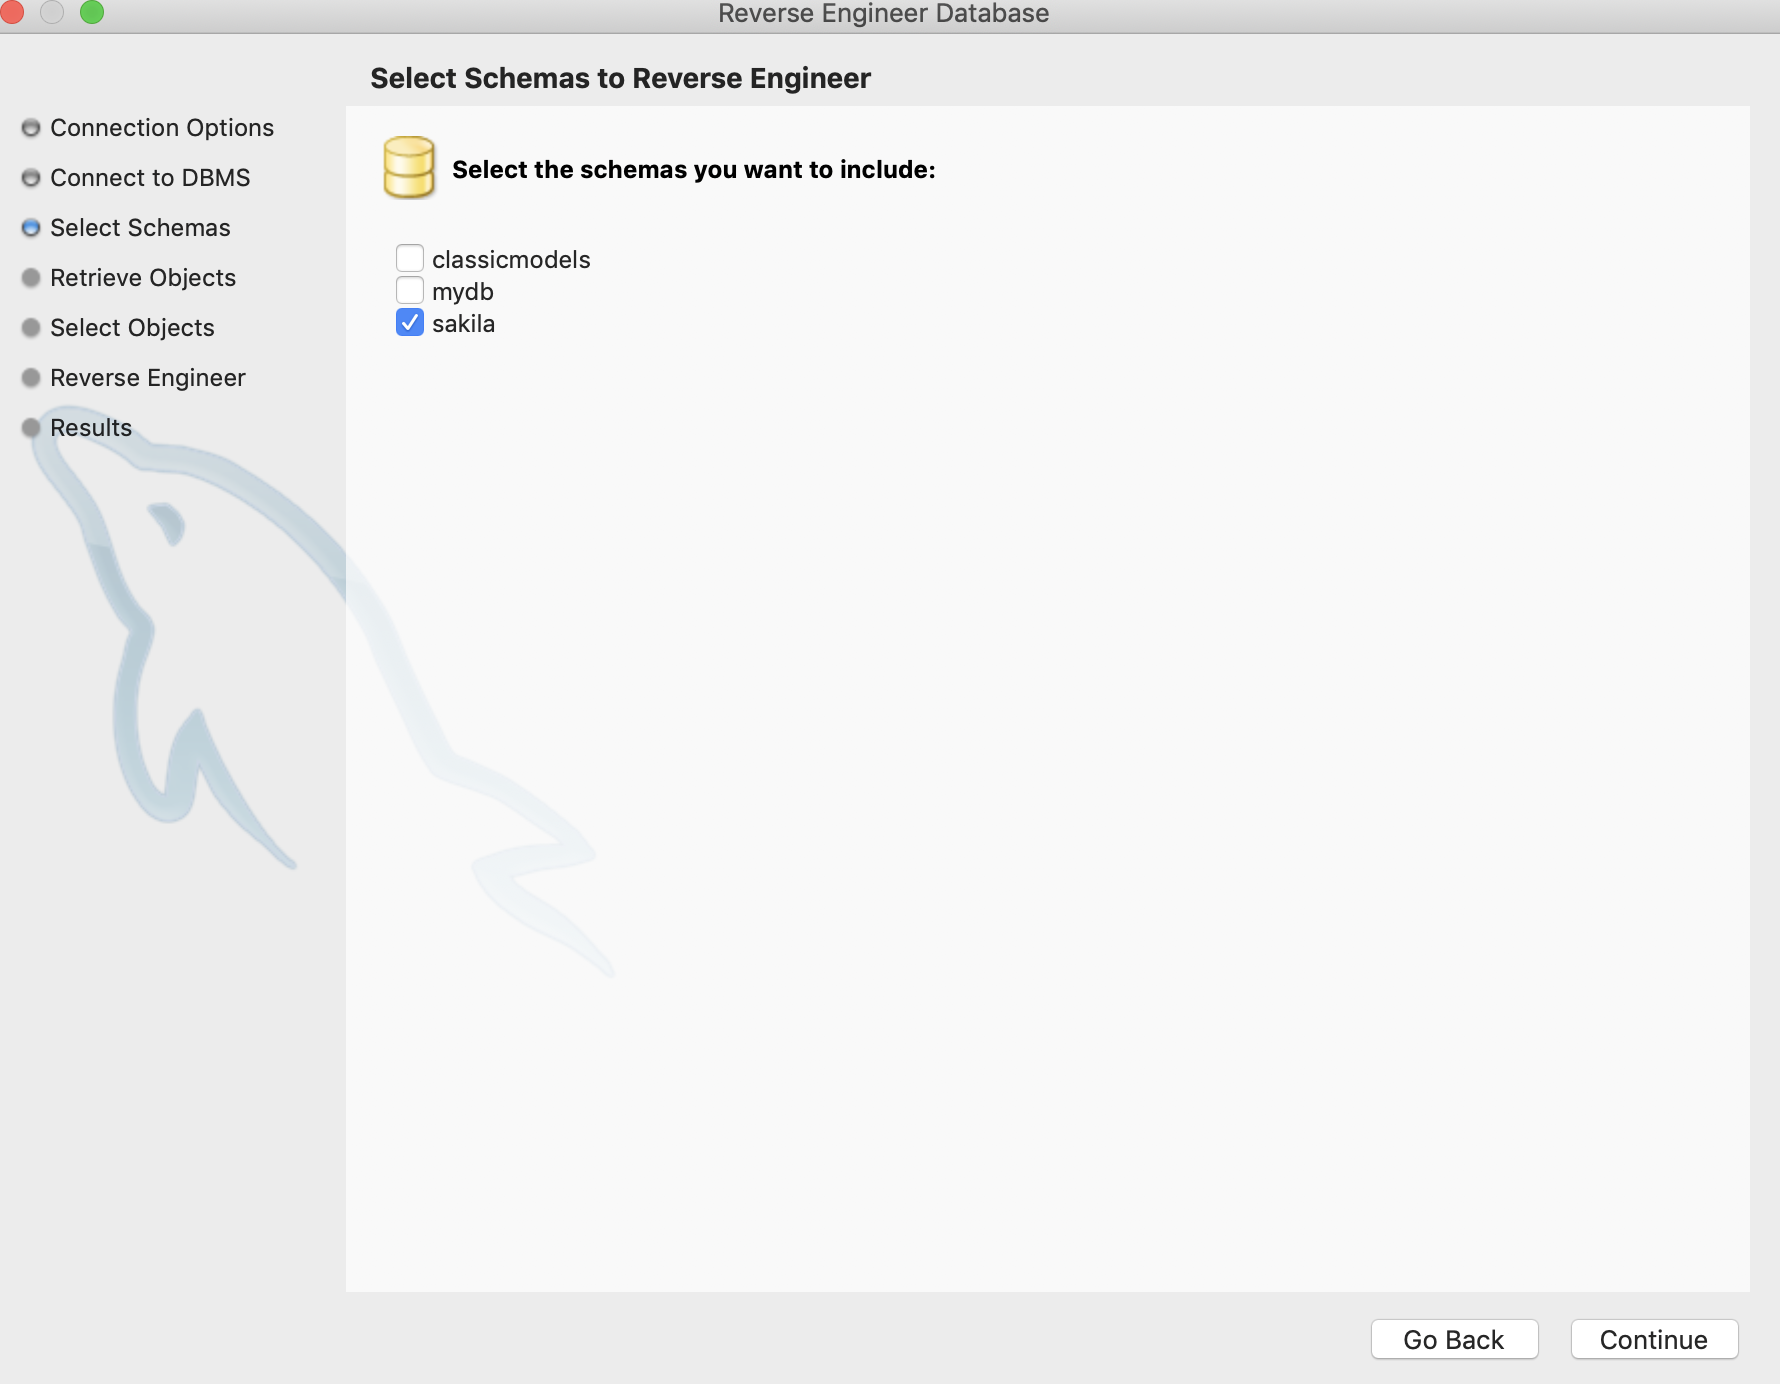 Reverse Engineer Database
Select Schemas to Reverse Engineer
Connection Options
Connect to DBMS
Select Schemas
Retrieve Objects
Select Objects
Reverse Engineer
Results
Select the schemas you want to include:
classicmodels
mydb
sakila
Go Back
Continue